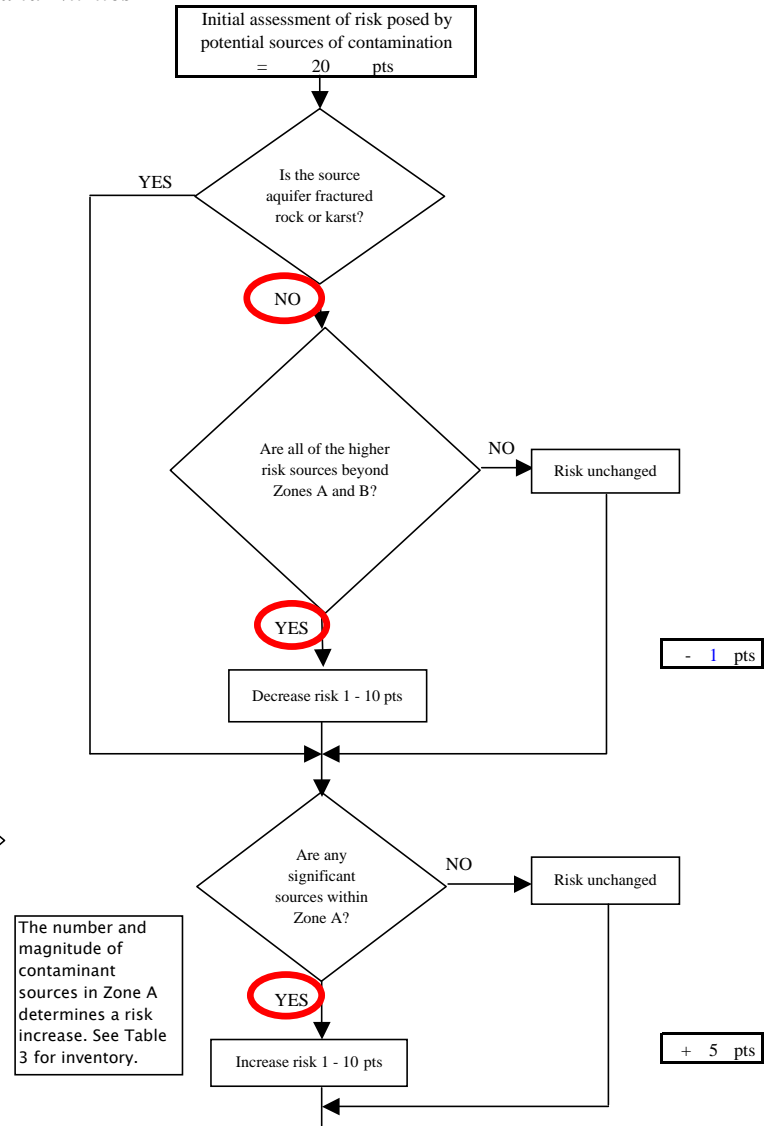 Initial assessment of risk posed by
potential sources of contamination
= 20 pts
Is the source
aquifer fractured
rock or karst?
YES
NO
Are all of the higher
risk sources beyond
Zones A and B?
NO
Risk unchanged
YES
- 1 pts
Decrease risk 1 - 10 pts
Are any
significant
sources within
Zone A?
NO
Risk unchanged
The number and
magnitude of
contaminant
sources in Zone A
determines a risk
increase. See Table
3 for inventory.
YES
Increase risk 1 - 10 pts
+ 5 pts